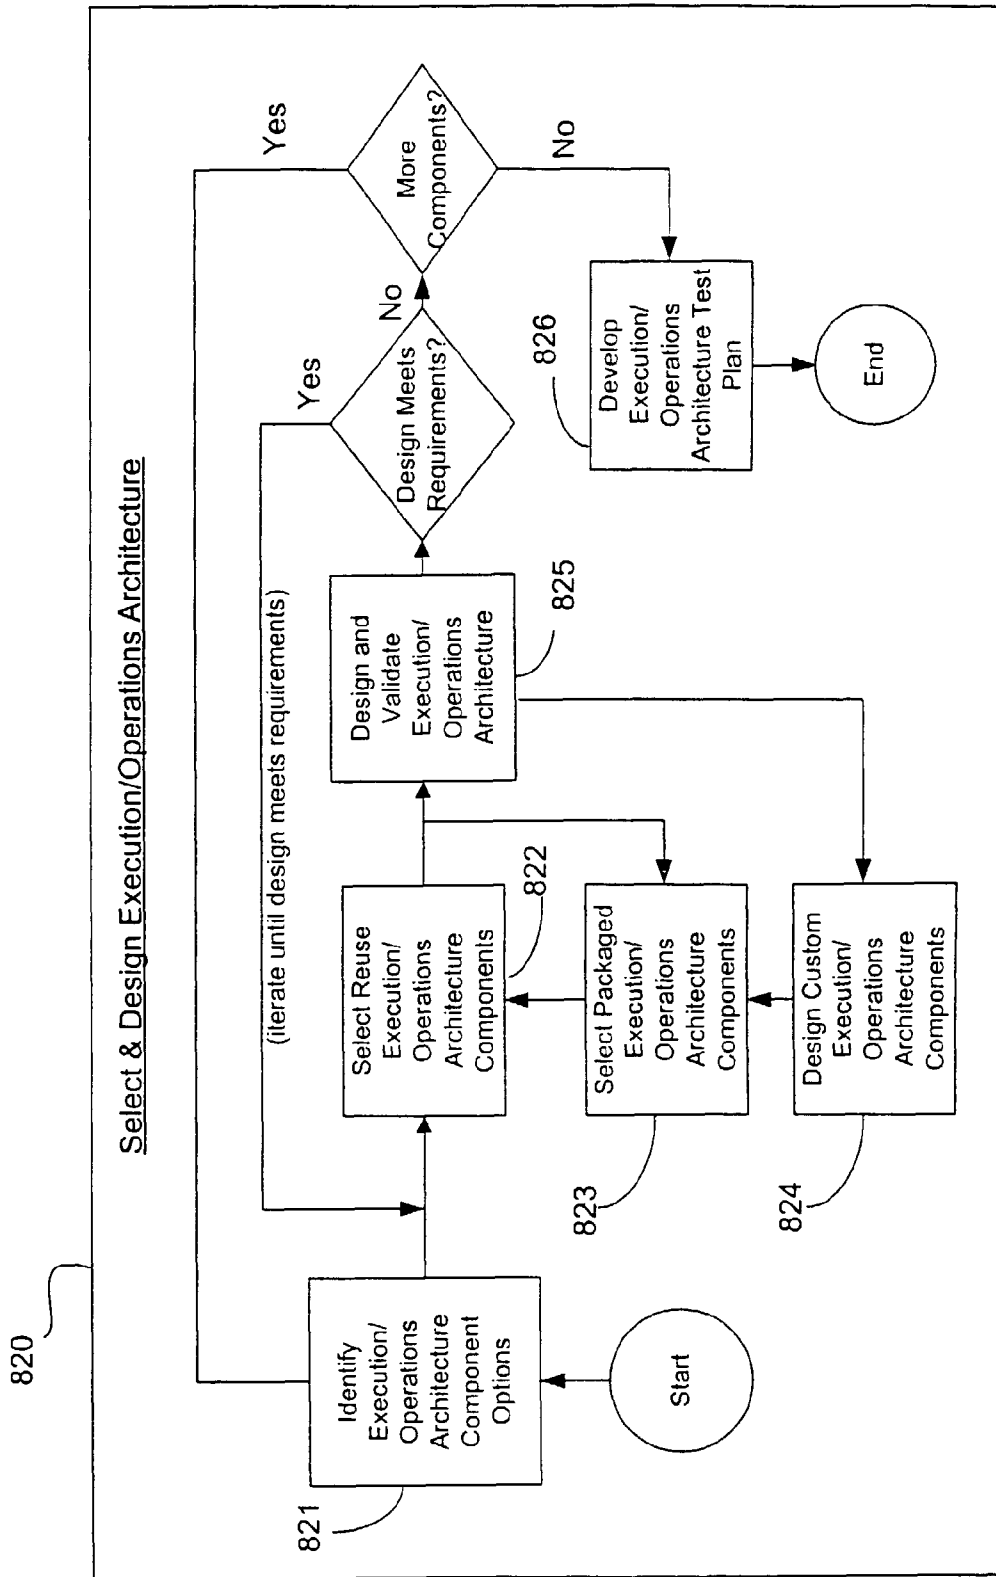 820
Select & Design Execution/Operations Architecture
Yes
(iterate until design meets requirements)
Yes
821
Identify
Execution/
Operations
Architecture
Component
Options
Start
Select Reuse
Execution/
Operations
Architecture
Components
822
Select Packaged
Execution/
Operations
Architecture
Components
823
Design Custom
Execution/
Operations
Architecture
Components
824
Design and
Validate
Execution/
Operations
Architecture
825
Design Meets
Requirements?
No
More
Components?
No
826
Develop
Execution/
Operations
Architecture Test
Plan
End